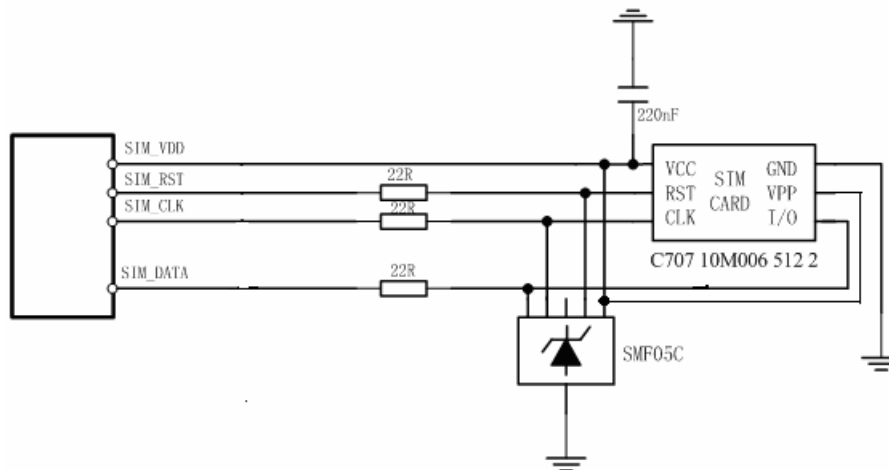 SIM_VDD
220nF
SIM_RST
22R
SIM_CLK
22R
SIM_DATA
22R
VCC
RST
CLK
SIM
CARD
GND
VPP
I/O
C707 10M006 512 2
SMF05C